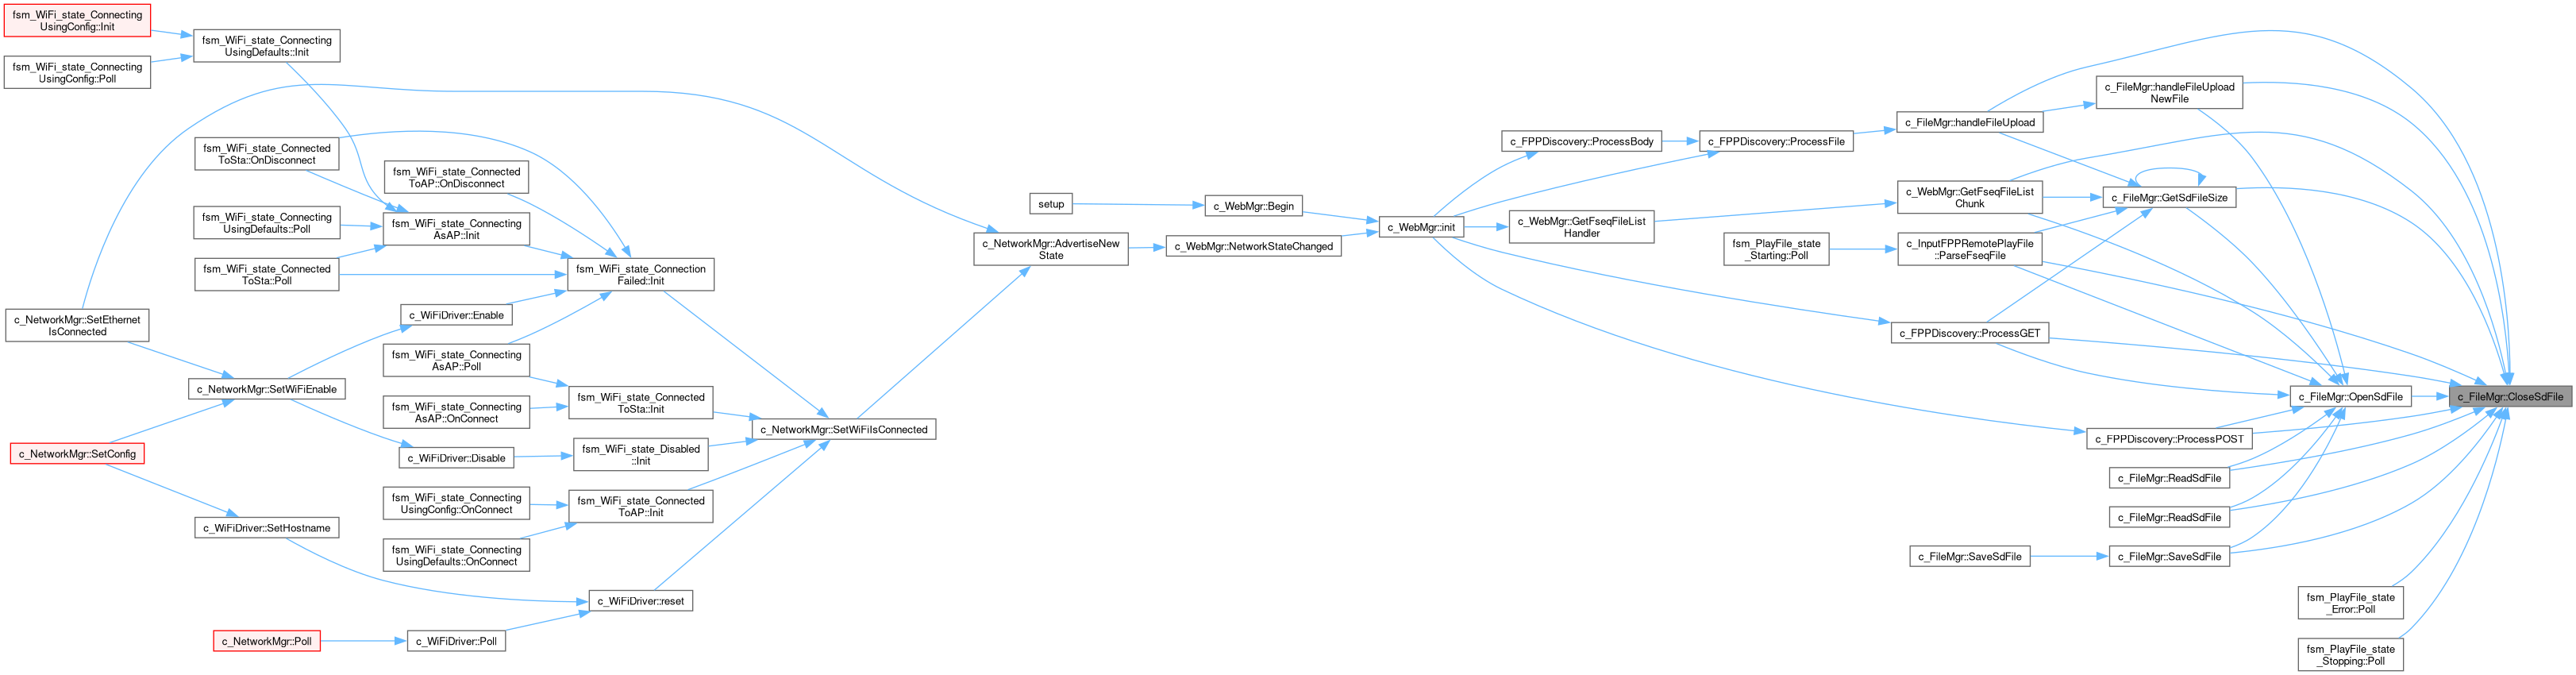 fsm_WiFi_state_Connecting
UsingConfig::Init
fsm_WiFi_state_Connecting
UsingConfig::Poll
fsm_WiFi_state_Connecting
UsingDefaults::Init
fsm_WiFi_state_Connected
ToSta::OnDisconnect
fsm_WiFi_state_Connecting
UsingDefaults::Poll
fsm_WiFi_state_Connected
ToSta::Poll
c_NetworkMgr::SetEthernet
IsConnected
c_NetworkMgr::SetWiFiEnable
c_NetworkMgr::SetConfig
c_WiFiDriver::SetHostname
c_NetworkMgr::Poll
fsm_WiFi_state_Connected
ToAP::OnDisconnect
fsm_WiFi_state_Connecting
AsAP::Init
c_WiFiDriver::Enable
fsm_WiFi_state_Connecting
AsAP::Poll
fsm_WiFi_state_Connecting
AsAP::OnConnect
c_WiFiDriver::Disable
fsm_WiFi_state_Connecting
UsingConfig::OnConnect
fsm_WiFi_state_Connecting
UsingDefaults::OnConnect
c_WiFiDriver::Poll
fsm_WiFi_state_Connection
Failed::Init
fsm_WiFi_state_Connected
ToSta::Init
fsm_WiFi_state_Disabled
::Init
fsm_WiFi_state_Connected
ToAP::Init
c_WiFiDriver::reset
c_NetworkMgr::SetWiFiIsConnected
c_NetworkMgr::AdvertiseNew
State
setup
c_WebMgr::Begin
c_WebMgr::NetworkStateChanged
c_WebMgr::init
c_FPPDiscovery::ProcessBody
c_WebMgr::GetFseqFileList
Handler
c_FPPDiscovery::ProcessFile
fsm_PlayFile_state
_Starting::Poll
c_FileMgr::handleFileUpload
c_WebMgr::GetFseqFileList
Chunk
c_InputFPPRemotePlayFile
::ParseFseqFile
c_FPPDiscovery::ProcessGET
c_FileMgr::SaveSdFile
c_FileMgr::handleFileUpload
NewFile
c_FileMgr::GetSdFileSize
c_FPPDiscovery::ProcessPOST
c_FileMgr::ReadSdFile
c_FileMgr::ReadSdFile
c_FileMgr::SaveSdFile
c_FileMgr::OpenSdFile
fsm_PlayFile_state
_Error::Poll
fsm_PlayFile_state
_Stopping::Poll
c_FileMgr::CloseSdFile